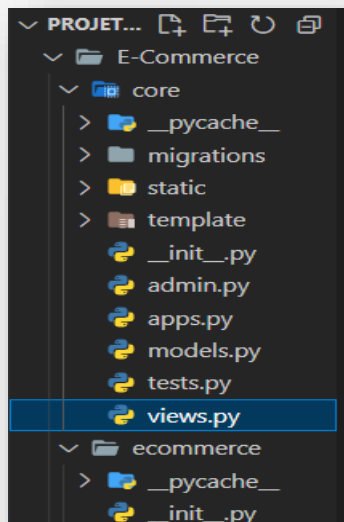 PROJET...
E-Commerce
core
__pycache__
migrations
static
template
__init__.py
admin.py
apps.py
models.py
tests.py
views.py
ecommerce
__pycache__
__init__.py